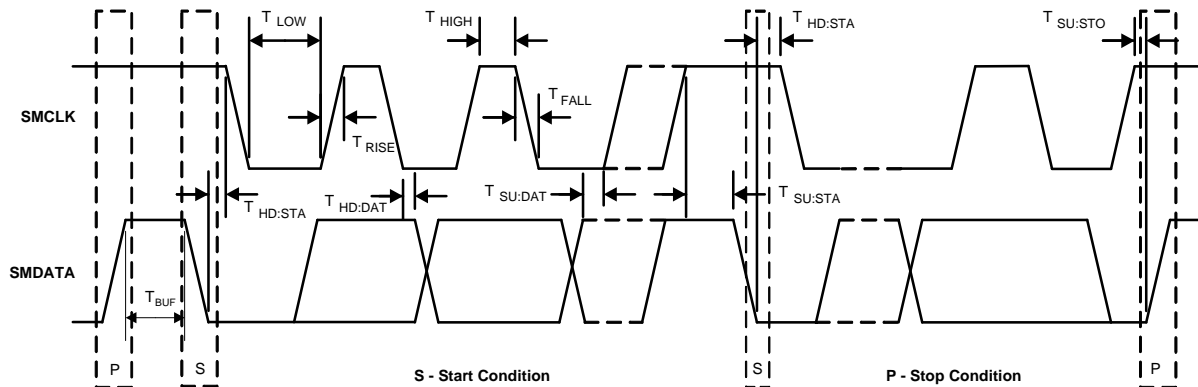 T LOW
T HIGH
T HD:STA
T SU:STO
SMCLK
T FALL
T RISE
T HD:STA
T HD:DAT
T SU:DAT
T SU:STA
SMDATA
T BUF
P
S
S - Start Condition
S
P - Stop Condition
P